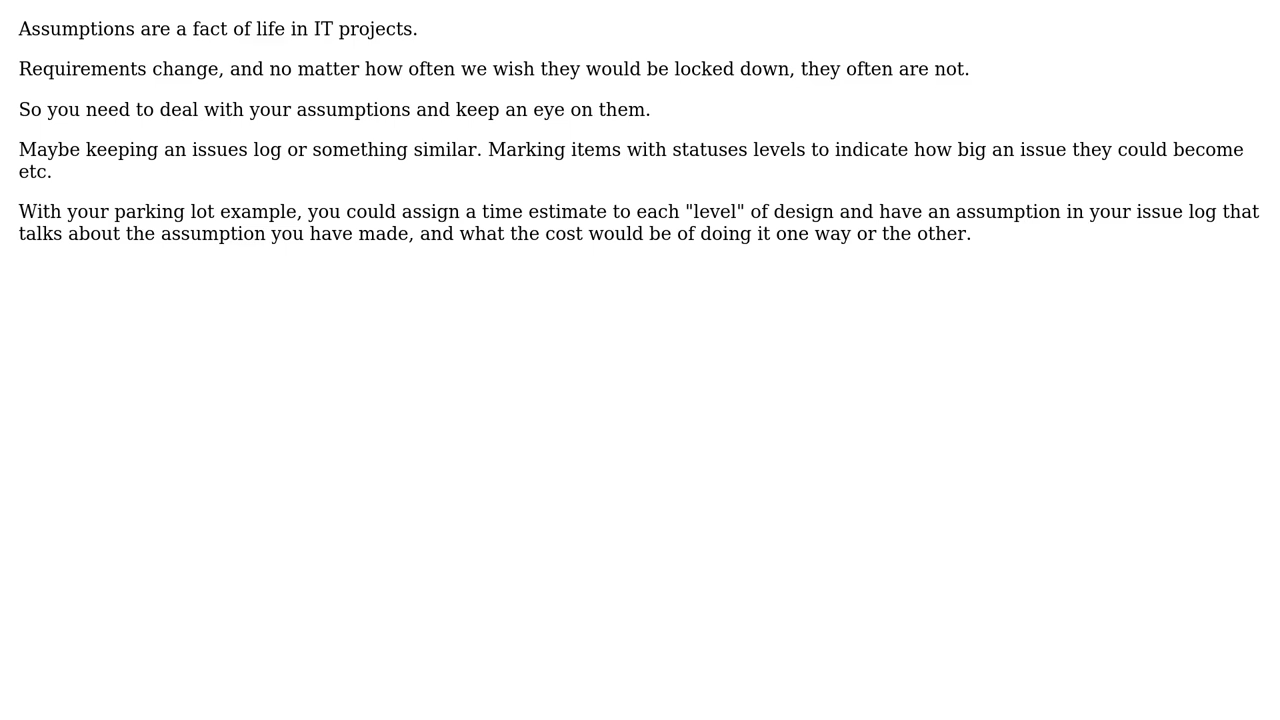 Assumptions are a fact of life in IT projects.
Requirements change, and no matter how often we wish they would be locked down, they often are not.
So you need to deal with your assumptions and keep an eye on them.
Maybe keeping an issues log or something similar. Marking items with statuses levels to indicate how big an issue they could become
etc.
With your parking lot example, you could assign a time estimate to each "level" of design and have an assumption in your issue log that
talks about the assumption you have made, and what the cost would be of doing it one way or the other.